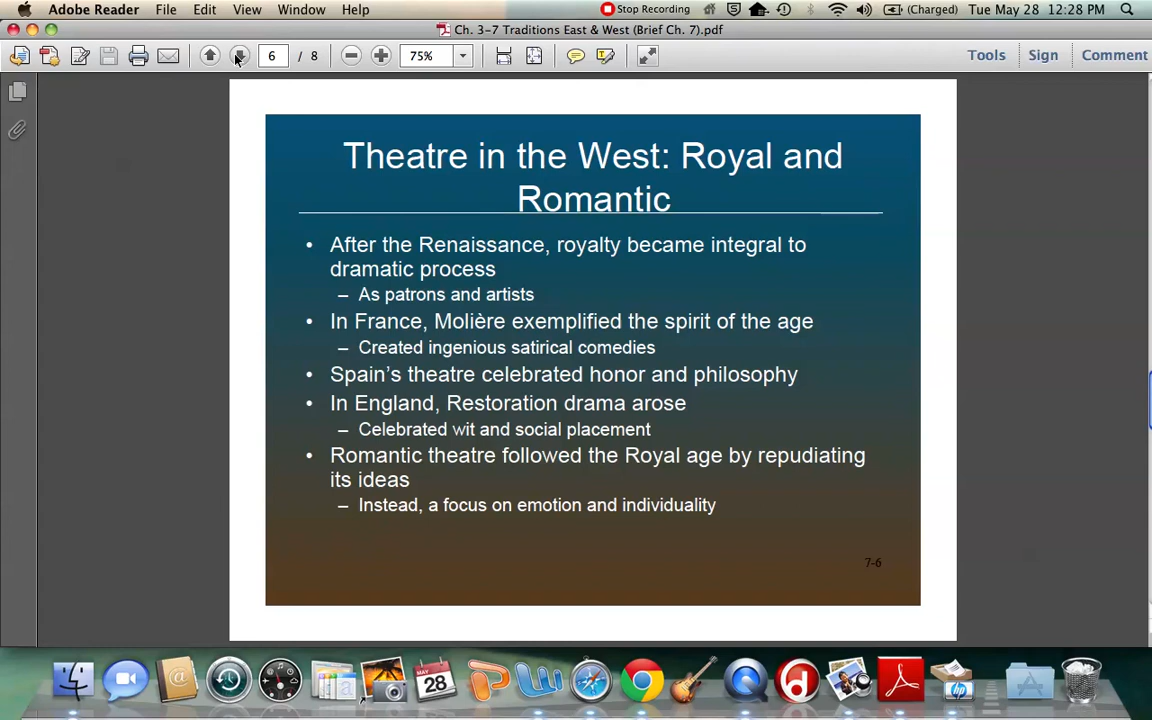 Adobe Reader File Edit View Window Help Stop Recording (Charged) Tue May 28 12:28 PM
Ch. 3-7 Traditions East & West (Brief Ch. 7).pdf
6 / 8 75% Tools Sign Comment
Theatre in the West: Royal and
Romantic
• After the Renaissance, royalty became integral to
dramatic process
– As patrons and artists
• In France, Molière exemplified the spirit of the age
– Created ingenious satirical comedies
• Spain's theatre celebrated honor and philosophy
• In England, Restoration drama arose
– Celebrated wit and social placement
• Romantic theatre followed the Royal age by repudiating
its ideas
– Instead, a focus on emotion and individuality
7-6
MAY
28